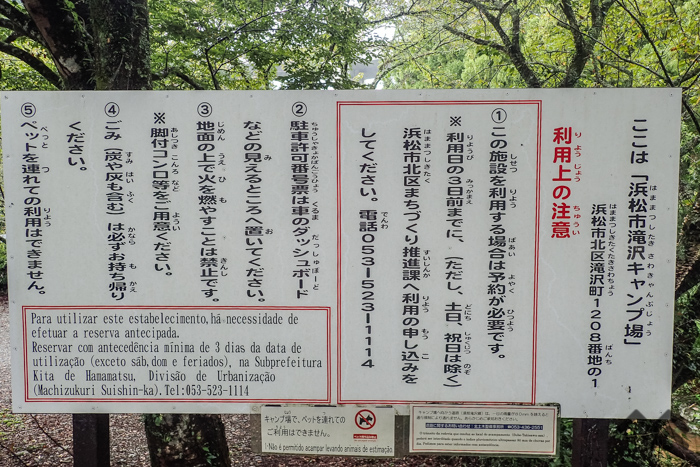 ここは「浜松市滝沢キャンプ場」
浜松市北区滝沢町1208番地の1
利用上の注意
①この施設を利用する場合は予約が必要です。
※利用日の3日前までに、（ただし、土日、祝日は除く）
浜松市北区まちづくり推進課へ利用の申し込みを
してください。電話053-523-1114
②駐車許可番号票は車のダッシュボード
などの見えるところへ置いてください。
③地面の上で火を燃やすことは禁止です。
※脚付コンロ等をご用意ください。
④ごみ（炭や灰も含む）は必ずお持ち帰り
ください。
⑤ペットを連れての利用はできません。
Para utilizar este establecimento,há necessidade de
efetuar a reserva antecipada.
Reservar com antecedência mínima de 3 dias da data de
utilização (exceto sáb,dom e feriados), na Subprefeitura
Kita de Hamamatsu, Divisão de Urbanização
(Machizukuri Suishin-ka).Tel:053-523-1114
キャンプ場で、ペットを連れての
利用はできません。
Não é permitido acampar levando animais de estimação